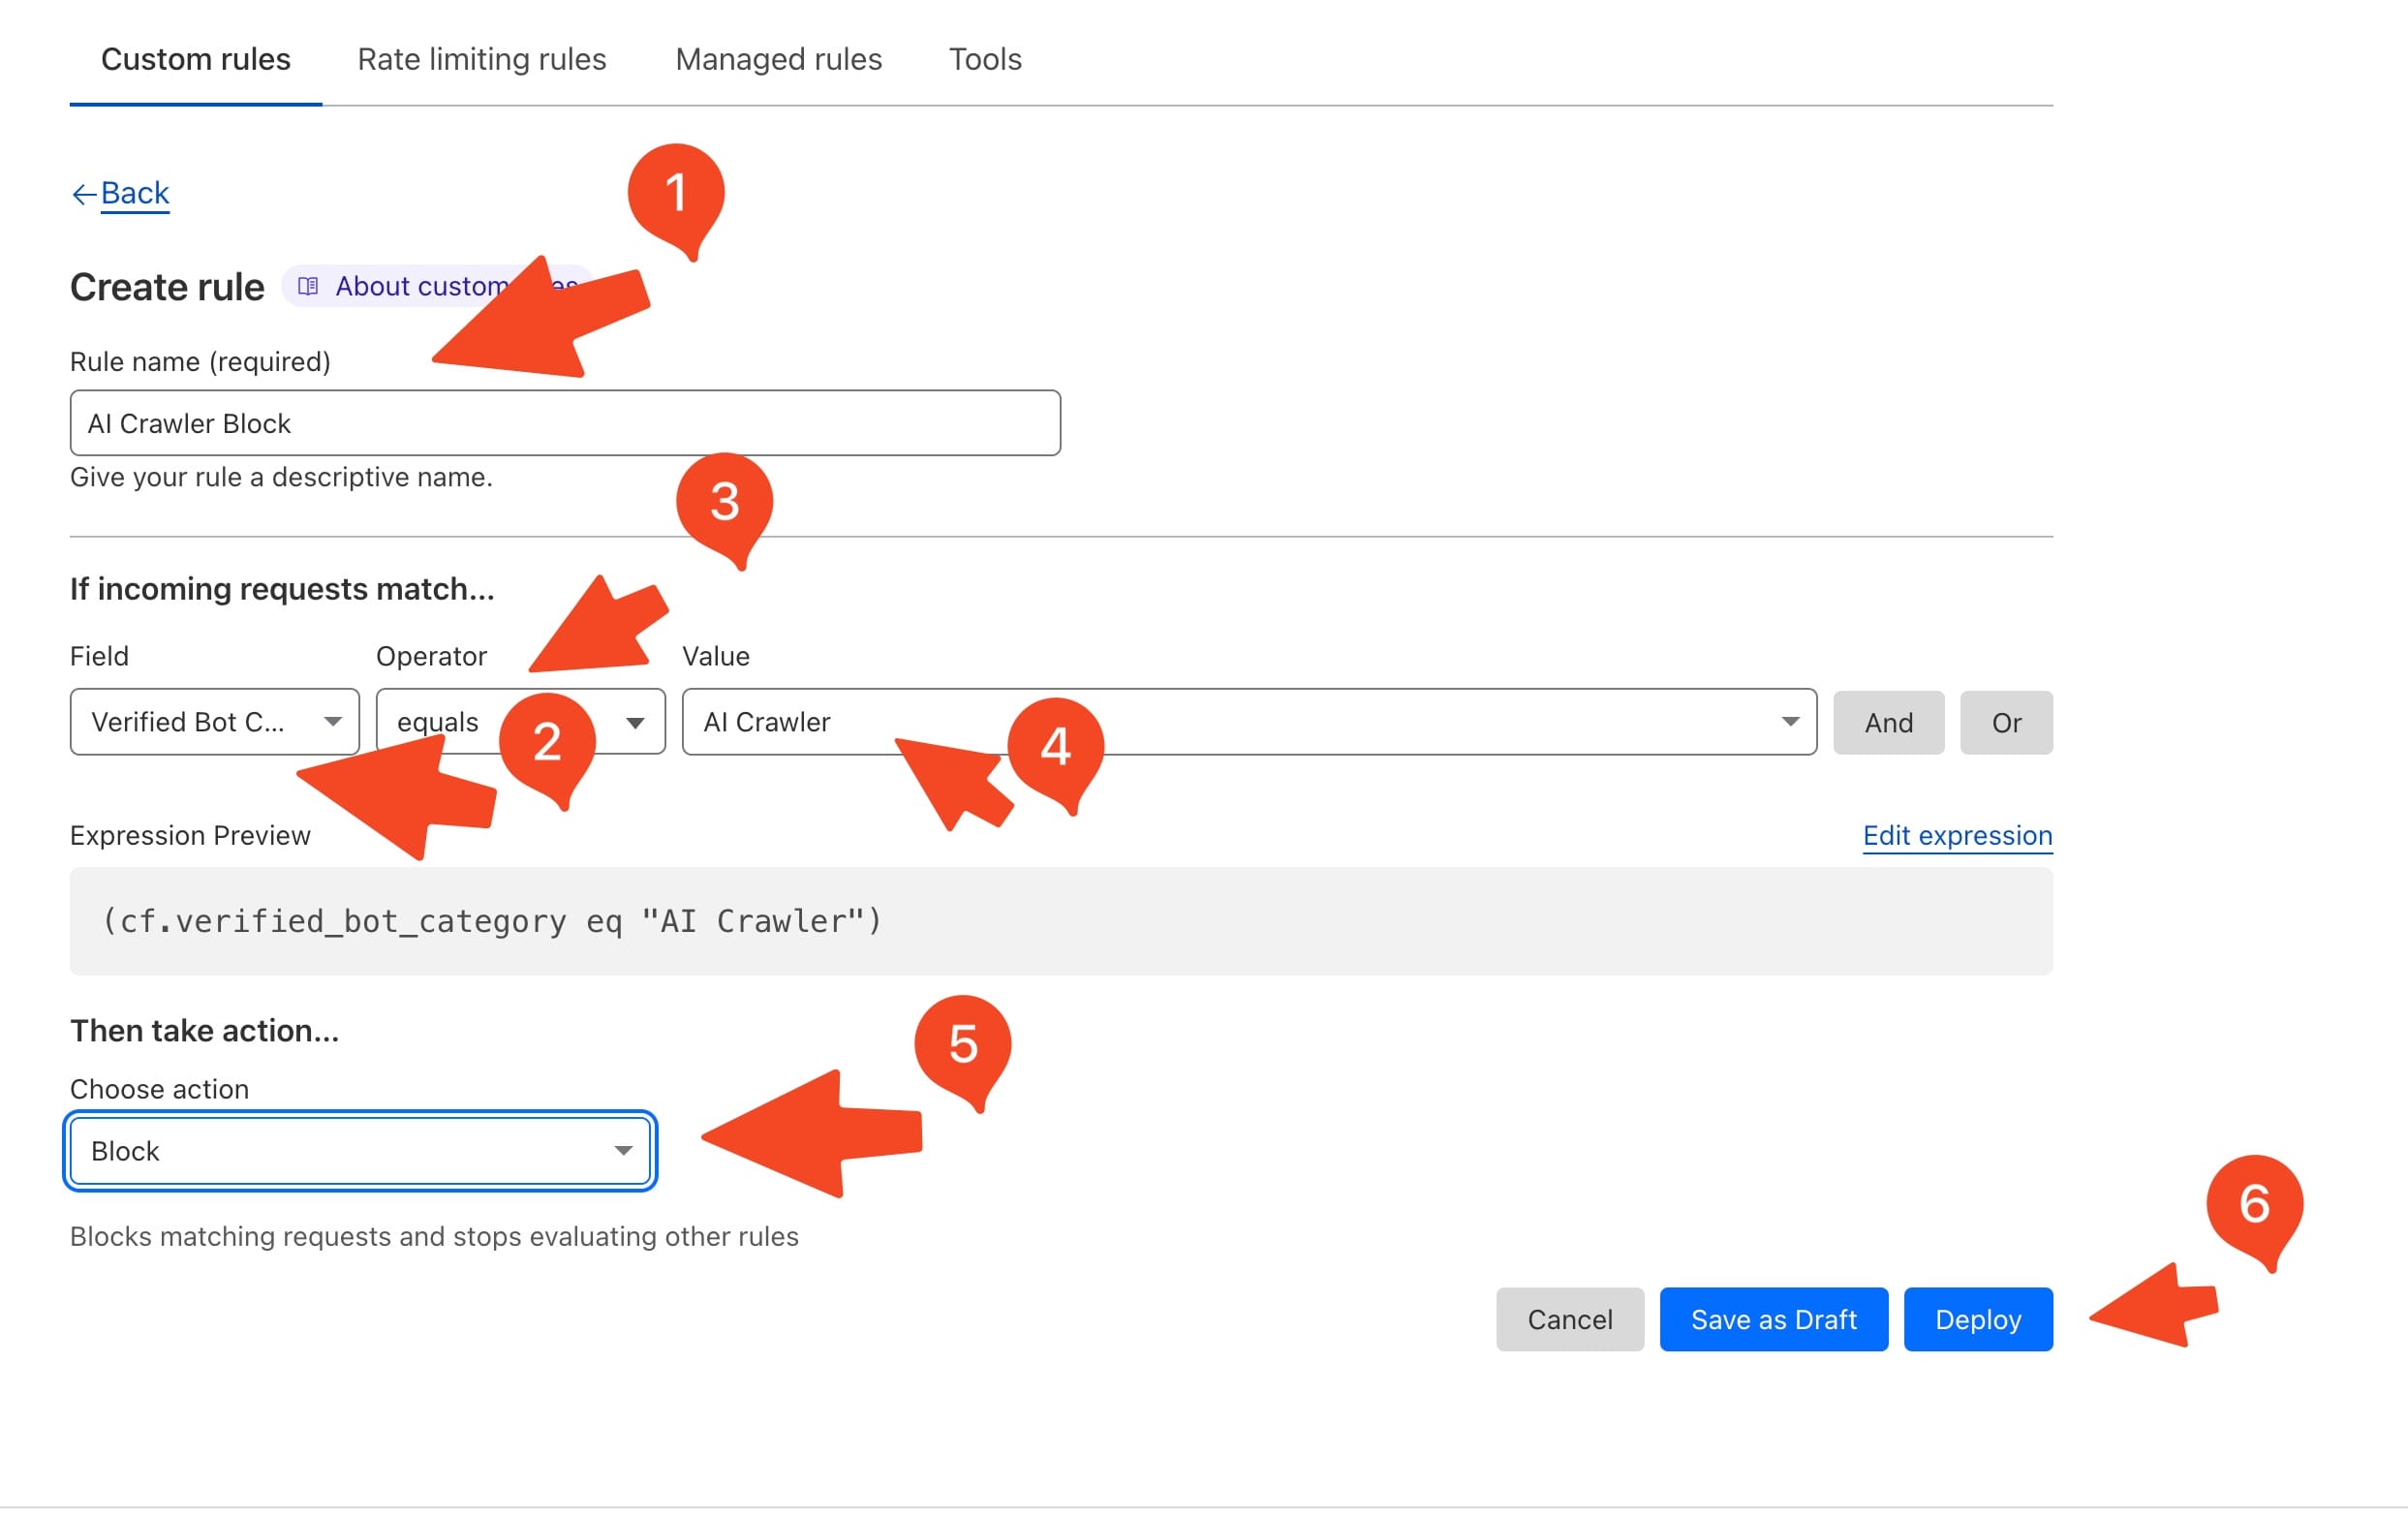 Custom rules Rate limiting rules Managed rules Tools
Back
1
Create rule About custom es
Rule name (required)
AI Crawler Block
Give your rule a descriptive name.
3
If incoming requests match...
Field Operator Value
Verified Bot C... equals 2 AI Crawler 4 And Or
Expression Preview Edit expression
(cf.verified_bot_category eq "AI Crawler")
Then take action...
5
Choose action
Block
6
Blocks matching requests and stops evaluating other rules
Cancel Save as Draft Deploy